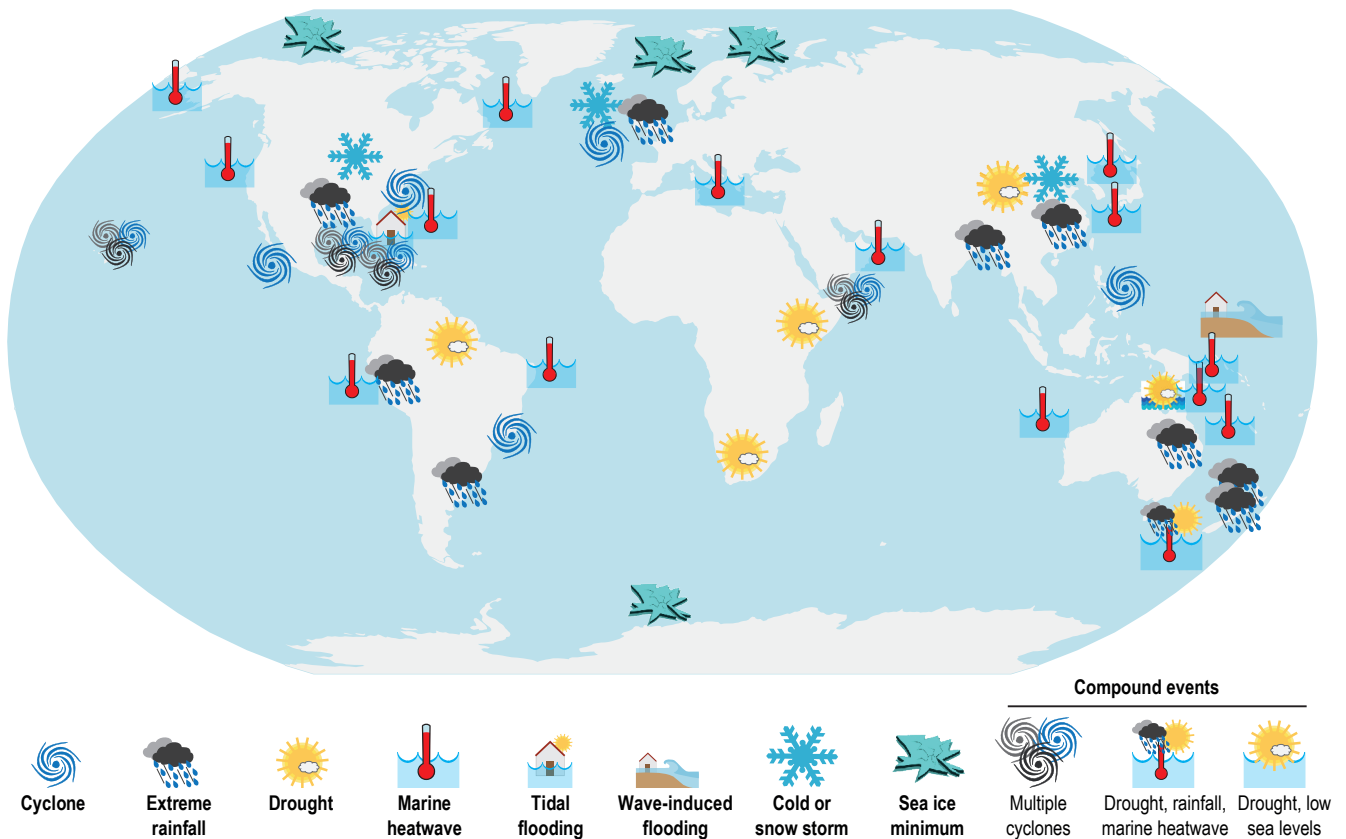 Compound events
Cyclone
Extreme
rainfall
Drought
Marine
heatwave
Tidal
flooding
Wave-induced
flooding
Cold or
snow storm
Sea ice
minimum
Multiple
cyclones
Drought, rainfall,
marine heatwave
Drought, low
sea levels